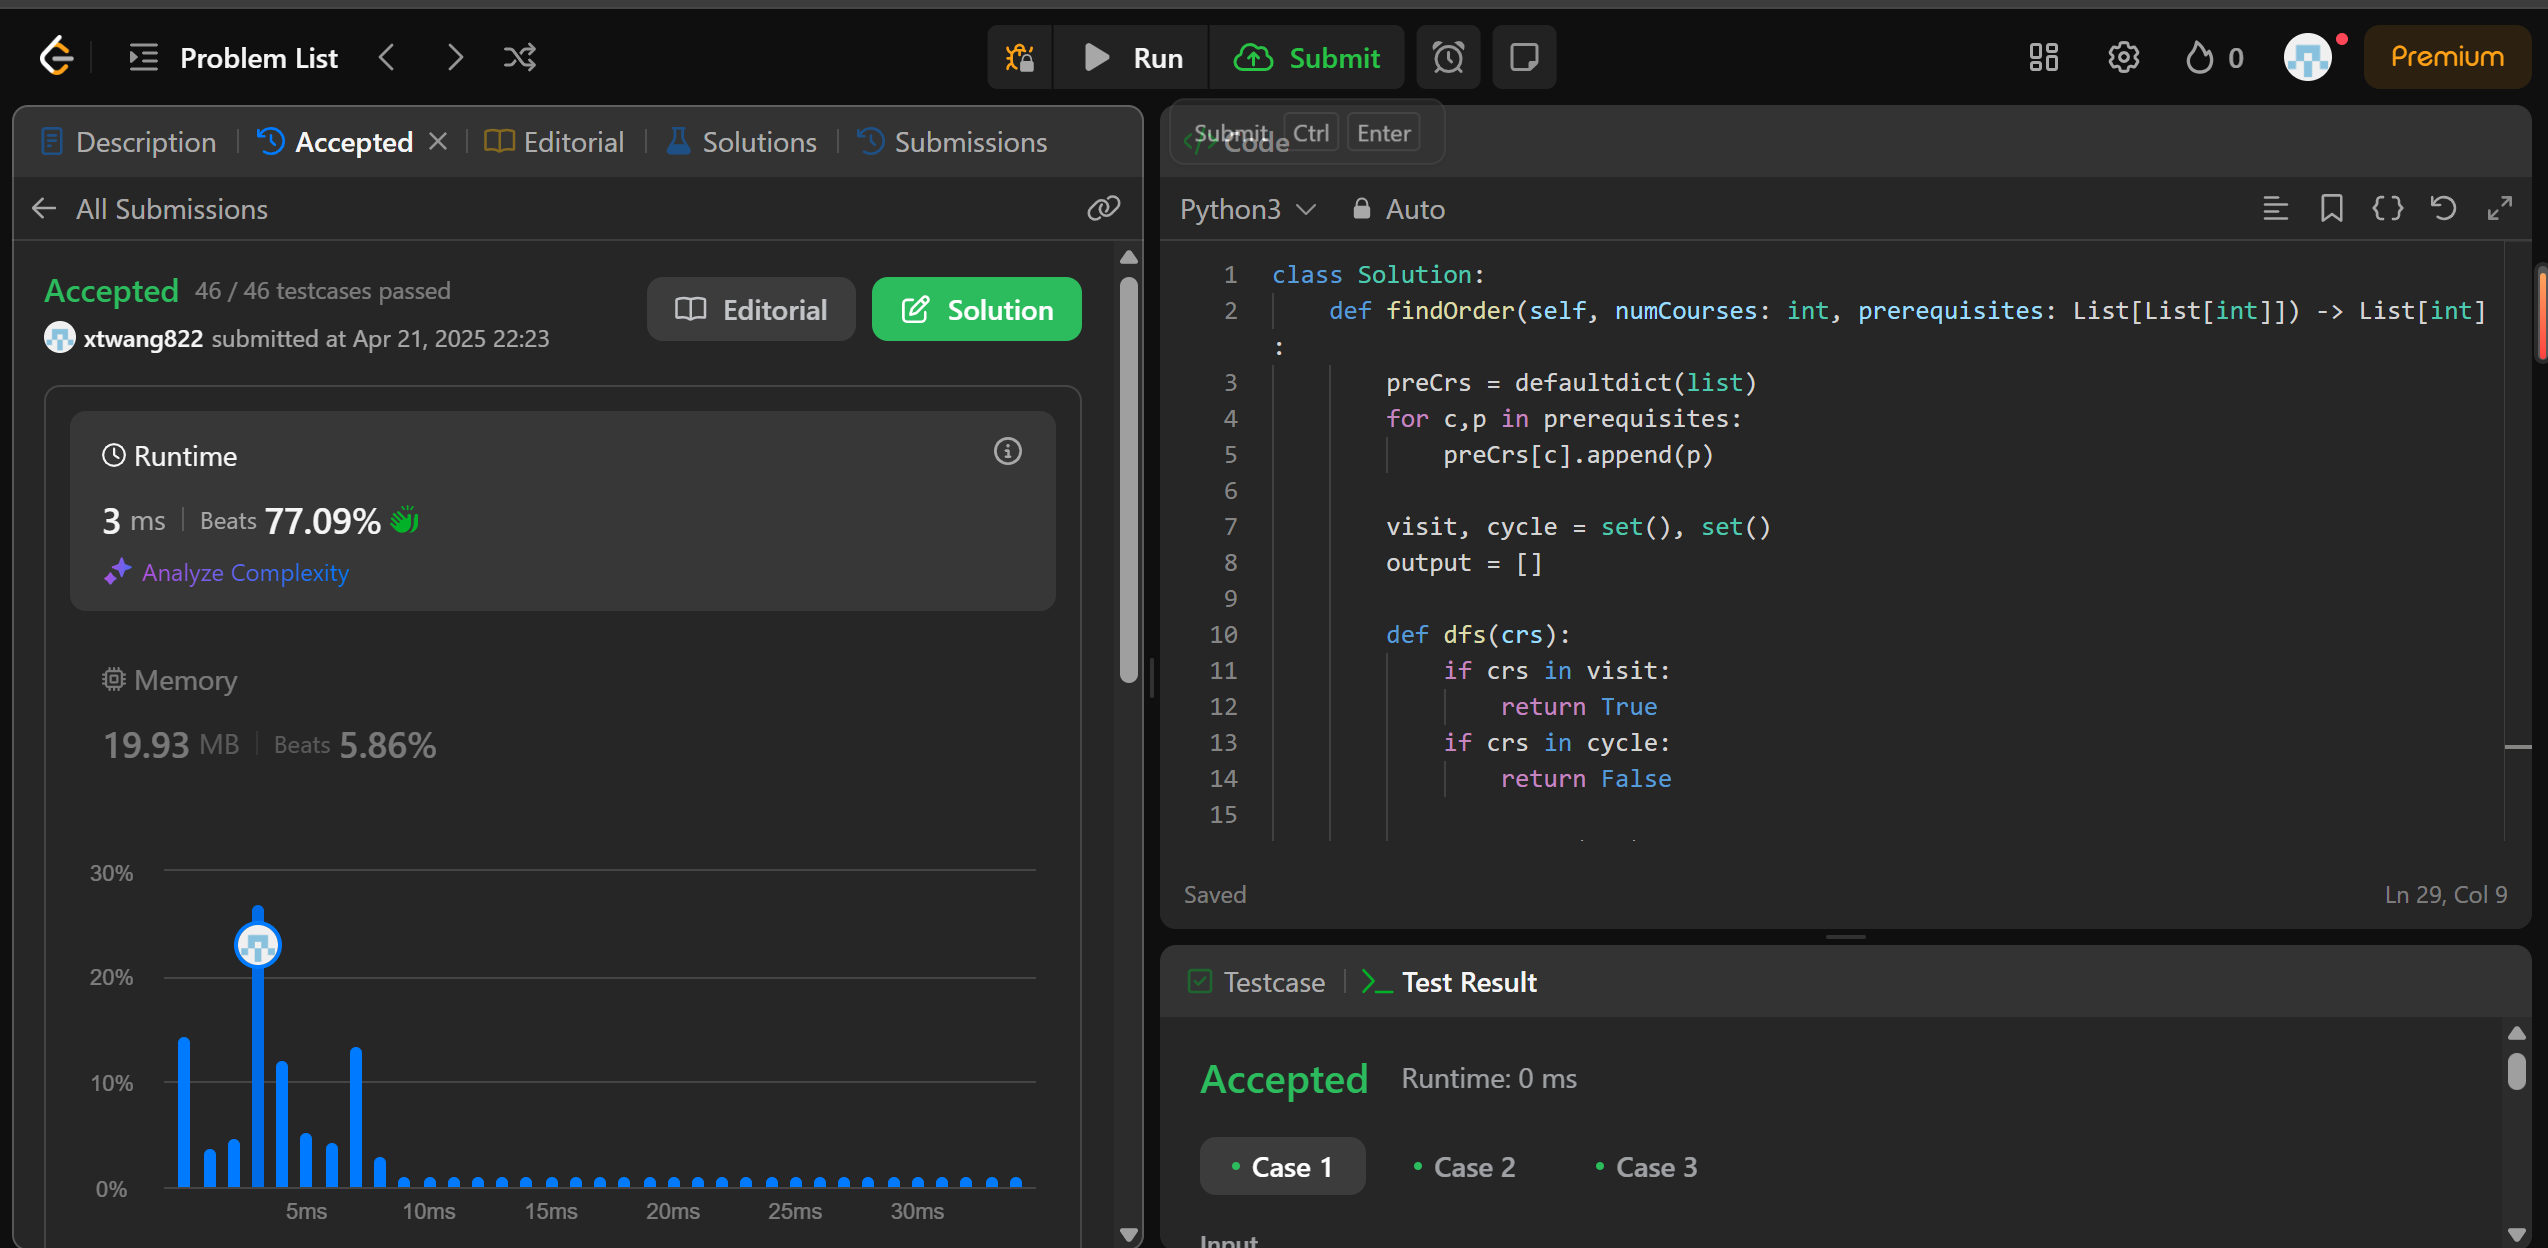 Problem List
Run
Submit
0
Premium
Description
Accepted
Editorial
Solutions
Submissions
All Submissions
Accepted 46 / 46 testcases passed
xtwang822 submitted at Apr 21, 2025 22:23
Editorial
Solution
Runtime
3 ms | Beats 77.09%
Analyze Complexity
Memory
19.93 MB | Beats 5.86%
30%
20%
10%
0%
5ms 10ms 15ms 20ms 25ms 30ms
Submit Ctrl Enter
</> Code
Python3 Auto
1 class Solution:
2 def findOrder(self, numCourses: int, prerequisites: List[List[int]]) -> List[int]
:
3 preCrs = defaultdict(list)
4 for c,p in prerequisites:
5 preCrs[c].append(p)
6
7 visit, cycle = set(), set()
8 output = []
9
10 def dfs(crs):
11 if crs in visit:
12 return True
13 if crs in cycle:
14 return False
15
Saved
Ln 29, Col 9
Testcase
Test Result
Accepted Runtime: 0 ms
Case 1
Case 2
Case 3
Input